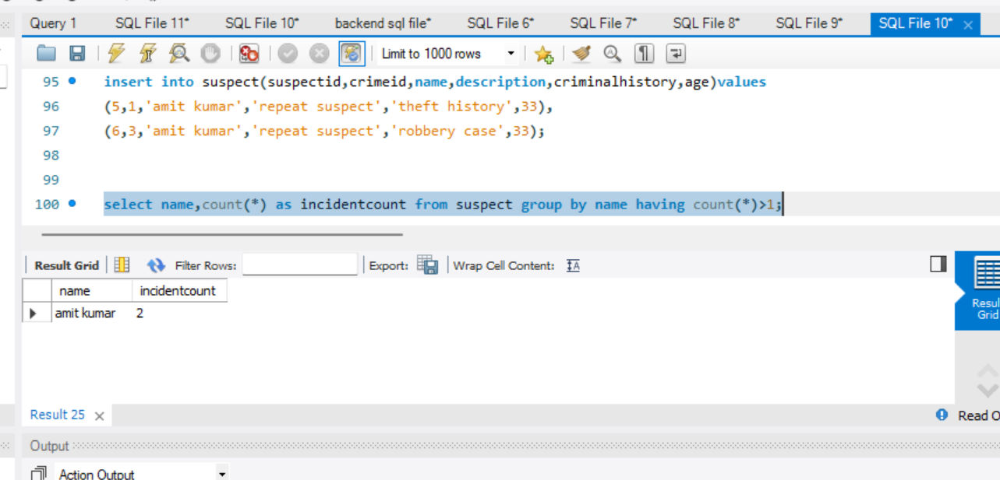 Query 1 SQL File 11* SQL File 10* backend sql file* SQL File 6* SQL File 7* SQL File 8* SQL File 9* SQL File 10*
Limit to 1000 rows
95 insert into suspect(suspectid,crimeid,name,description,criminalhistory,age)values
96 (5,1,'amit kumar','repeat suspect','theft history',33),
97 (6,3,'amit kumar','repeat suspect','robbery case',33);
98
99
100 select name,count(*) as incidentcount from suspect group by name having count(*)>1;
Result Grid Filter Rows: Export: Wrap Cell Content: IA
name incidentcount
amit kumar 2
Resul
Grid
Result 25 Read O
Output
Action Output